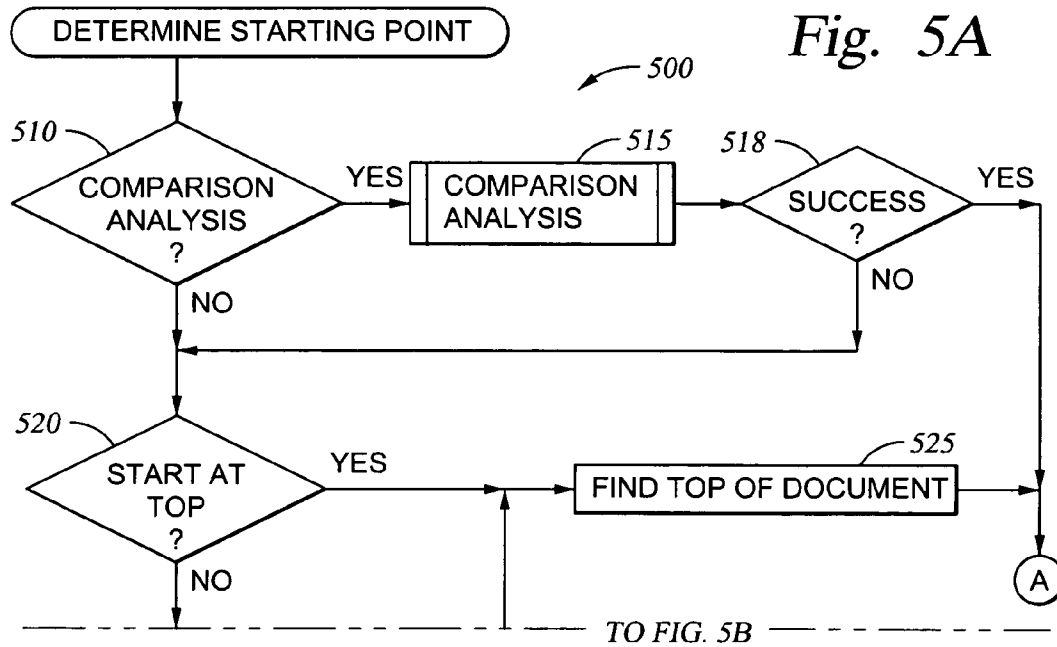 DETERMINE STARTING POINT
Fig. 5A
500
510
515
518
COMPARISON
ANALYSIS
?
YES
COMPARISON
ANALYSIS
SUCCESS
?
YES
NO
NO
520
525
START AT
TOP
?
YES
FIND TOP OF DOCUMENT
NO
A
TO FIG. 5B